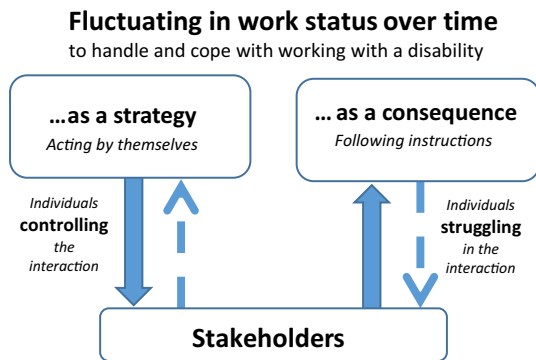 Fluctuating in work status over time
to handle and cope with working with a disability
...as a strategy
Acting by themselves
... as a consequence
Following instructions
Individuals
controlling
the
interaction
Individuals
struggling
in the
interaction
Stakeholders